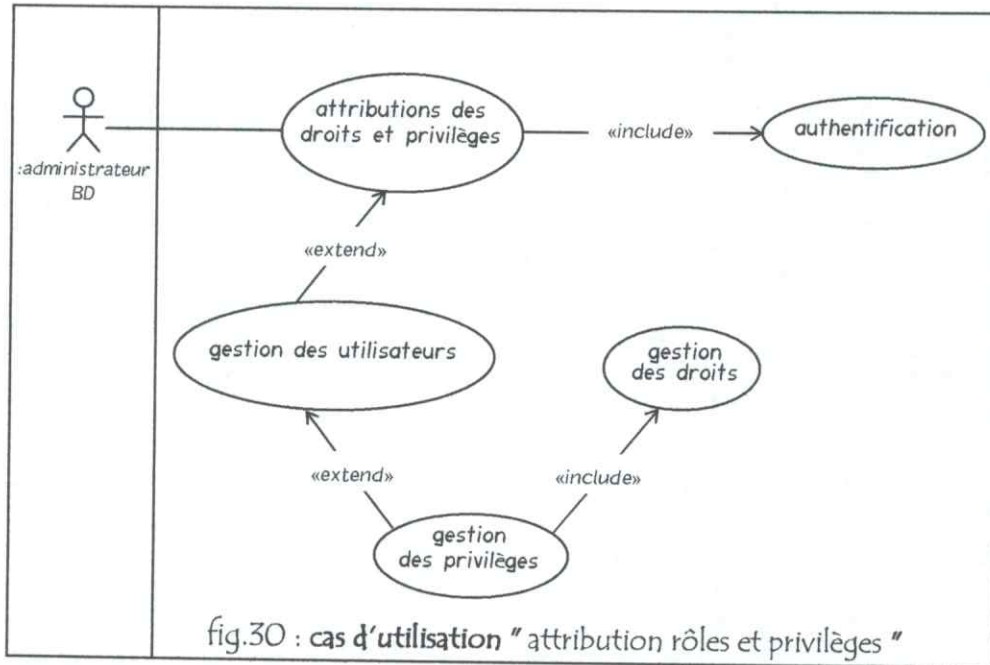 attributions des
droits et privilèges
«include»
authentification
:administrateur
BD
«extend»
gestion des utilisateurs
gestion
des droits
«extend»
«include»
gestion
des privilèges
fig.30 : cas d'utilisation " attribution rôles et privilèges "